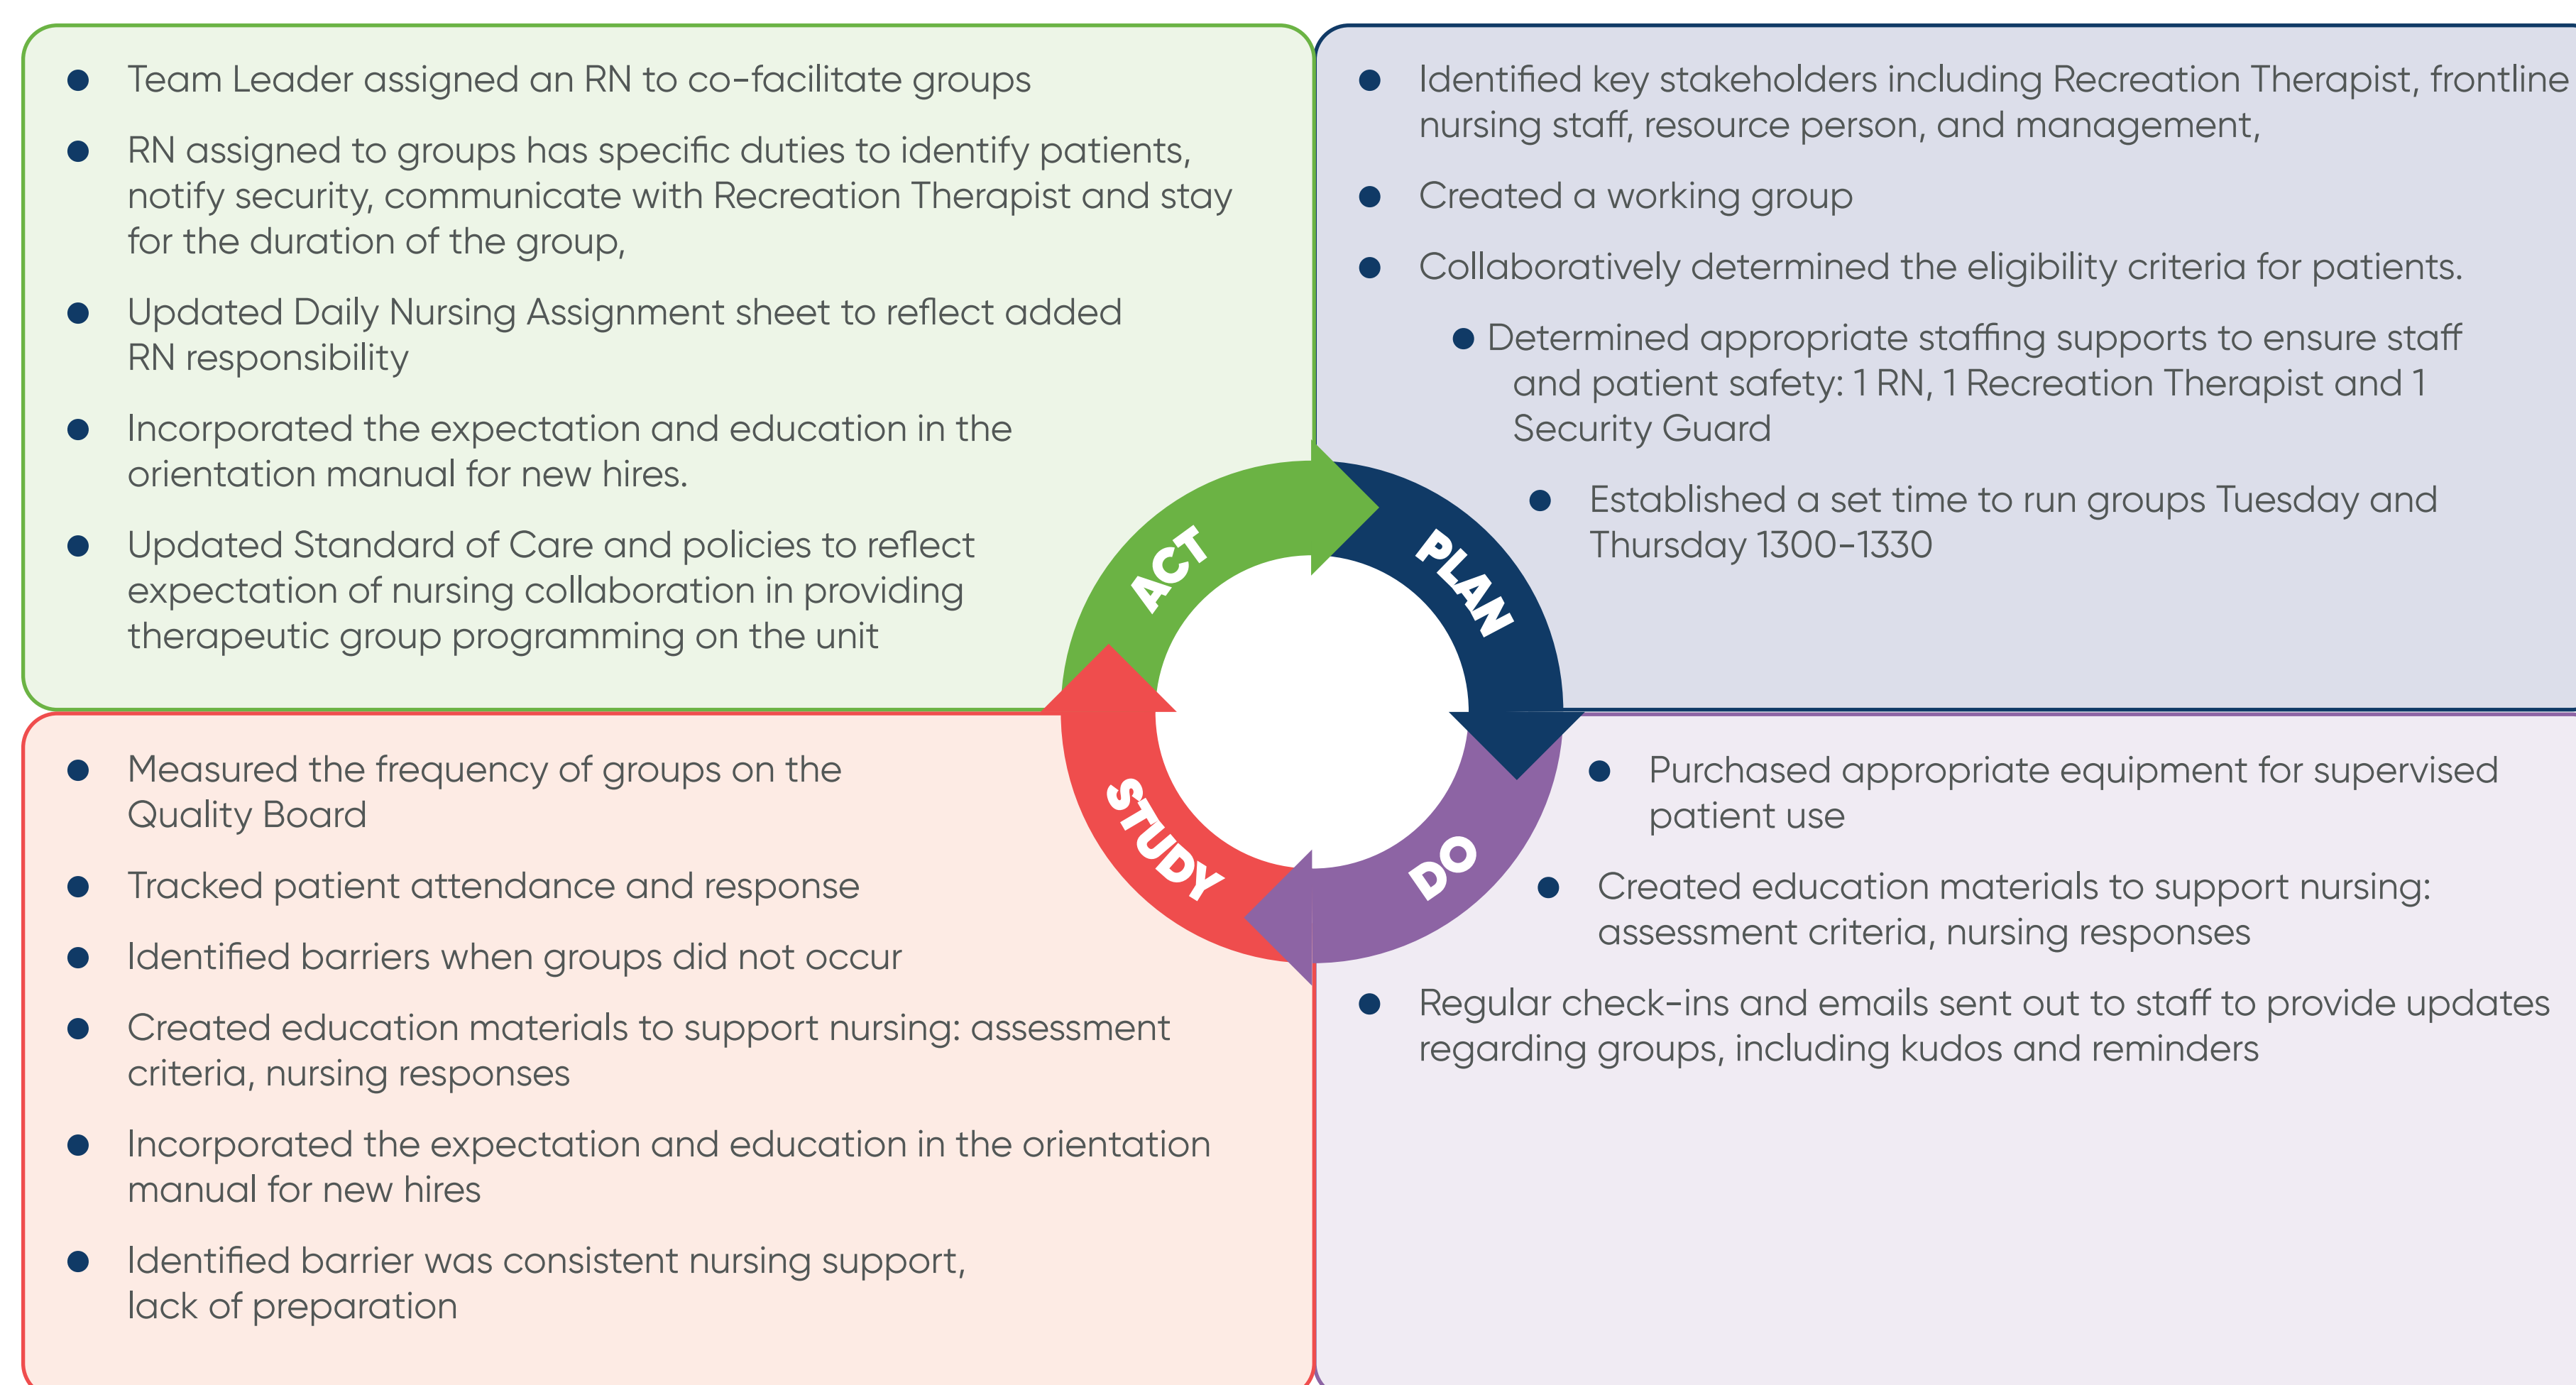 ● Team Leader assigned an RN to co-facilitate groups
● RN assigned to groups has specific duties to identify patients,
notify security, communicate with Recreation Therapist and stay
for the duration of the group,
● Updated Daily Nursing Assignment sheet to reflect added
RN responsibility
● Incorporated the expectation and education in the
orientation manual for new hires.
● Updated Standard of Care and policies to reflect
expectation of nursing collaboration in providing
therapeutic group programming on the unit
● Identified key stakeholders including Recreation Therapist, frontline
nursing staff, resource person, and management,
● Created a working group
● Collaboratively determined the eligibility criteria for patients.
● Determined appropriate staffing supports to ensure staff
and patient safety: 1 RN, 1 Recreation Therapist and 1
Security Guard
● Established a set time to run groups Tuesday and
Thursday 1300-1330
ACT
PLAN
STUDY
DO
● Measured the frequency of groups on the
Quality Board
● Tracked patient attendance and response
● Identified barriers when groups did not occur
● Created education materials to support nursing: assessment
criteria, nursing responses
● Incorporated the expectation and education in the orientation
manual for new hires
● Identified barrier was consistent nursing support,
lack of preparation
● Purchased appropriate equipment for supervised
patient use
● Created education materials to support nursing:
assessment criteria, nursing responses
● Regular check-ins and emails sent out to staff to provide updates
regarding groups, including kudos and reminders